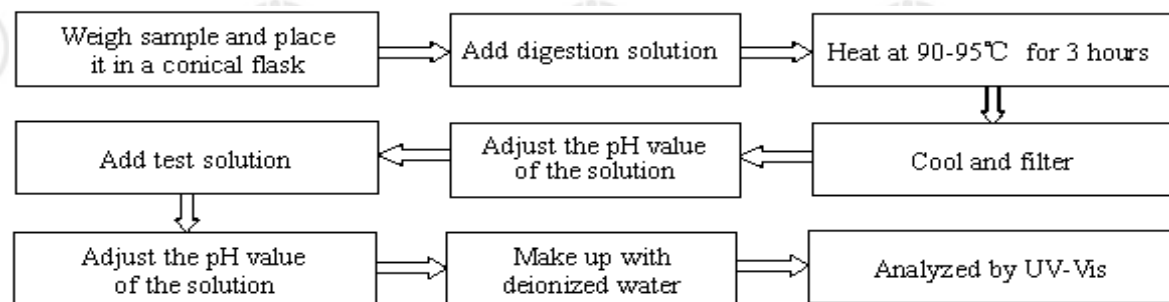 Weigh sample and place
it in a conical flask
Add digestion solution
Heat at 90-95℃ for 3 hours
Cool and filter
Adjust the pH value
of the solution
Add test solution
Adjust the pH value
of the solution
Make up with
deionized water
Analyzed by UV-Vis